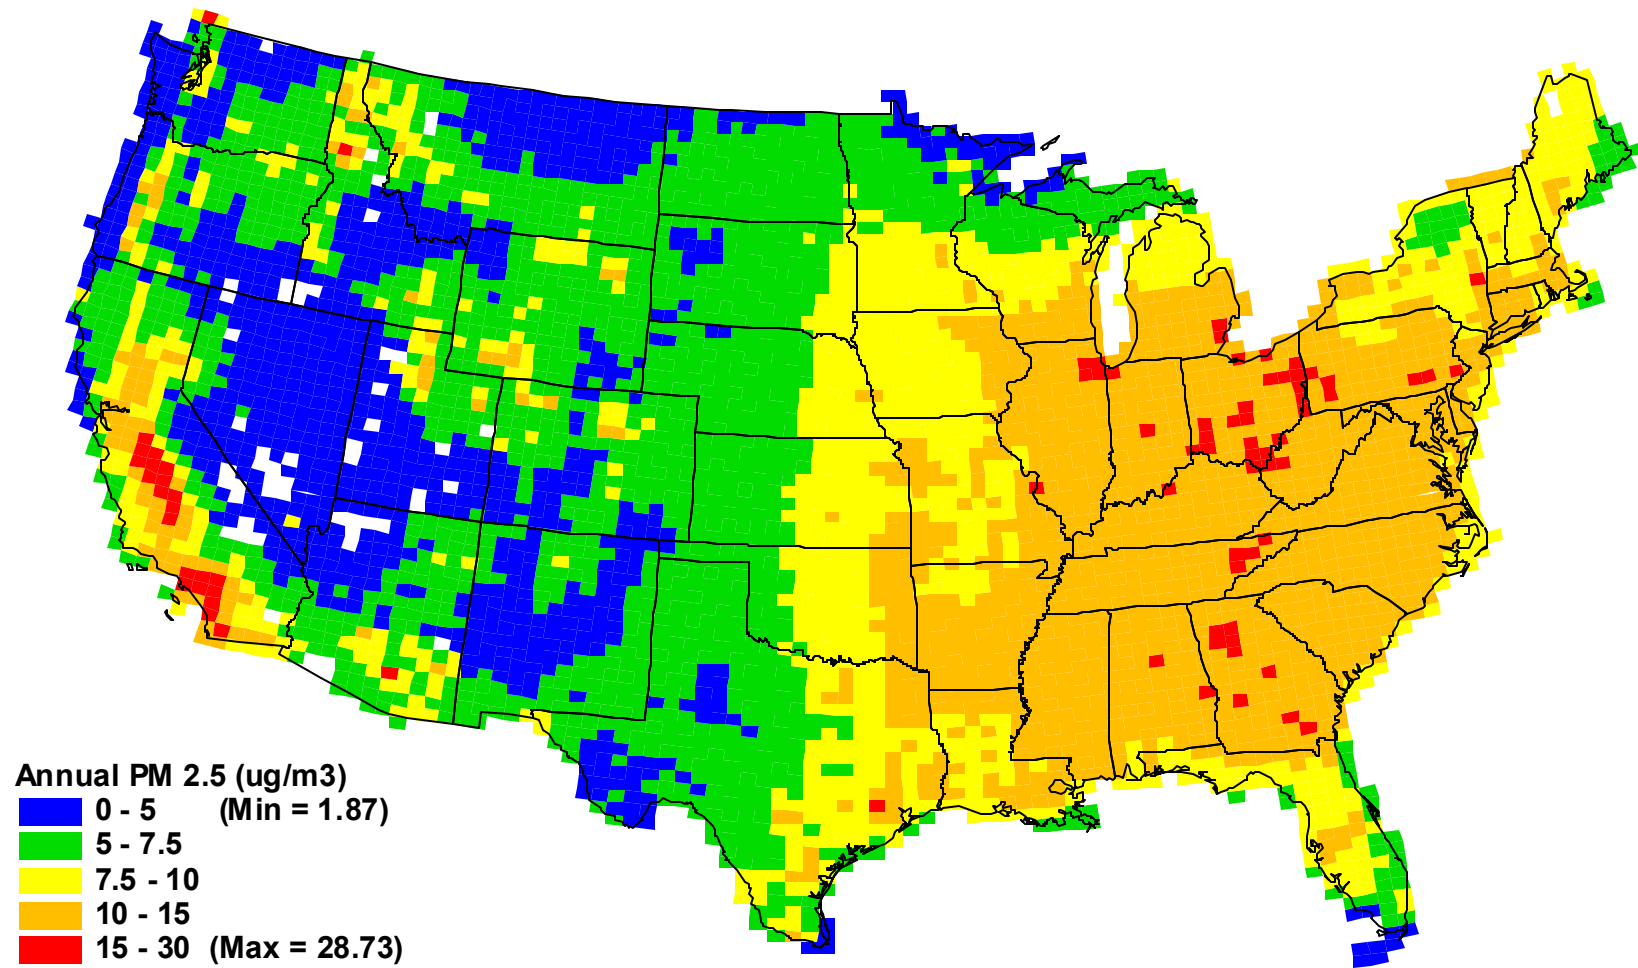 Annual PM 2.5 (ug/m3)
0 - 5 (Min = 1.87)
5 - 7.5
7.5 - 10
10 - 15
15 - 30 (Max = 28.73)